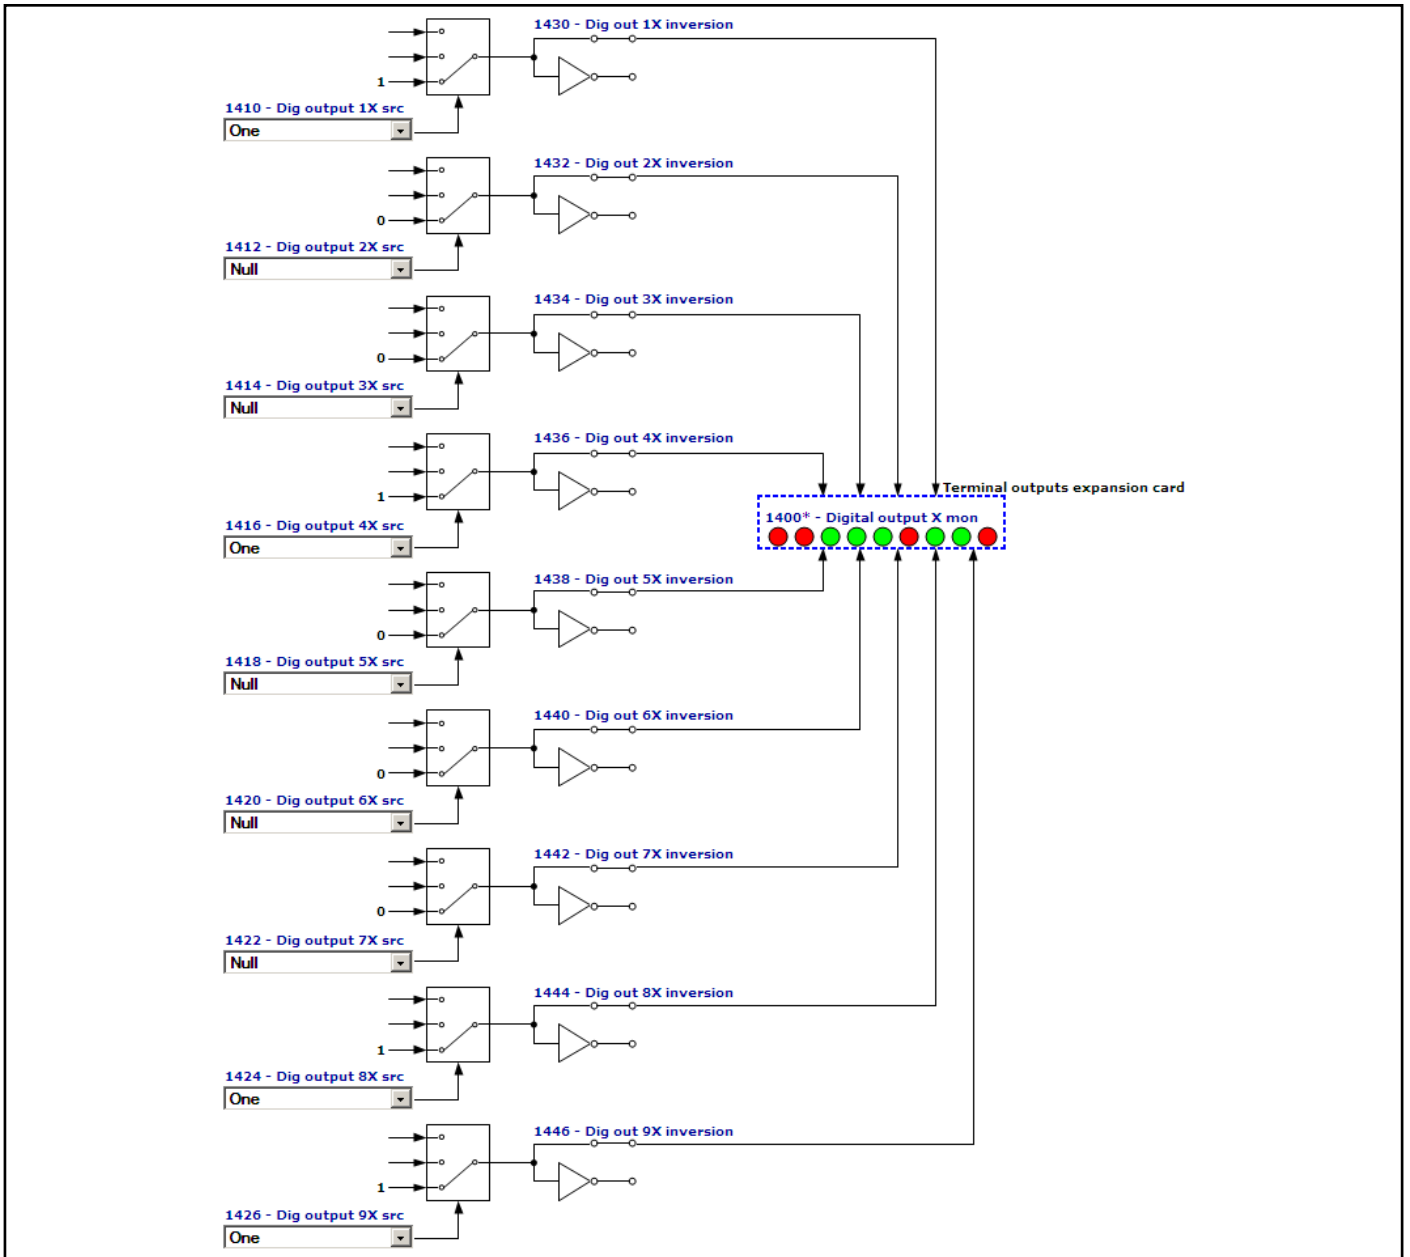 1430 - Dig out 1X inversion
1
1410 - Dig output 1X src
One
1432 - Dig out 2X inversion
0
1412 - Dig output 2X src
Null
1434 - Dig out 3X inversion
0
1414 - Dig output 3X src
Null
1436 - Dig out 4X inversion
1
1416 - Dig output 4X src
One
Terminal outputs expansion card
1400* - Digital output X mon
1438 - Dig out 5X inversion
0
1418 - Dig output 5X src
Null
1440 - Dig out 6X inversion
0
1420 - Dig output 6X src
Null
1442 - Dig out 7X inversion
0
1422 - Dig output 7X src
Null
1444 - Dig out 8X inversion
1
1424 - Dig output 8X src
One
1446 - Dig out 9X inversion
1
1426 - Dig output 9X src
One